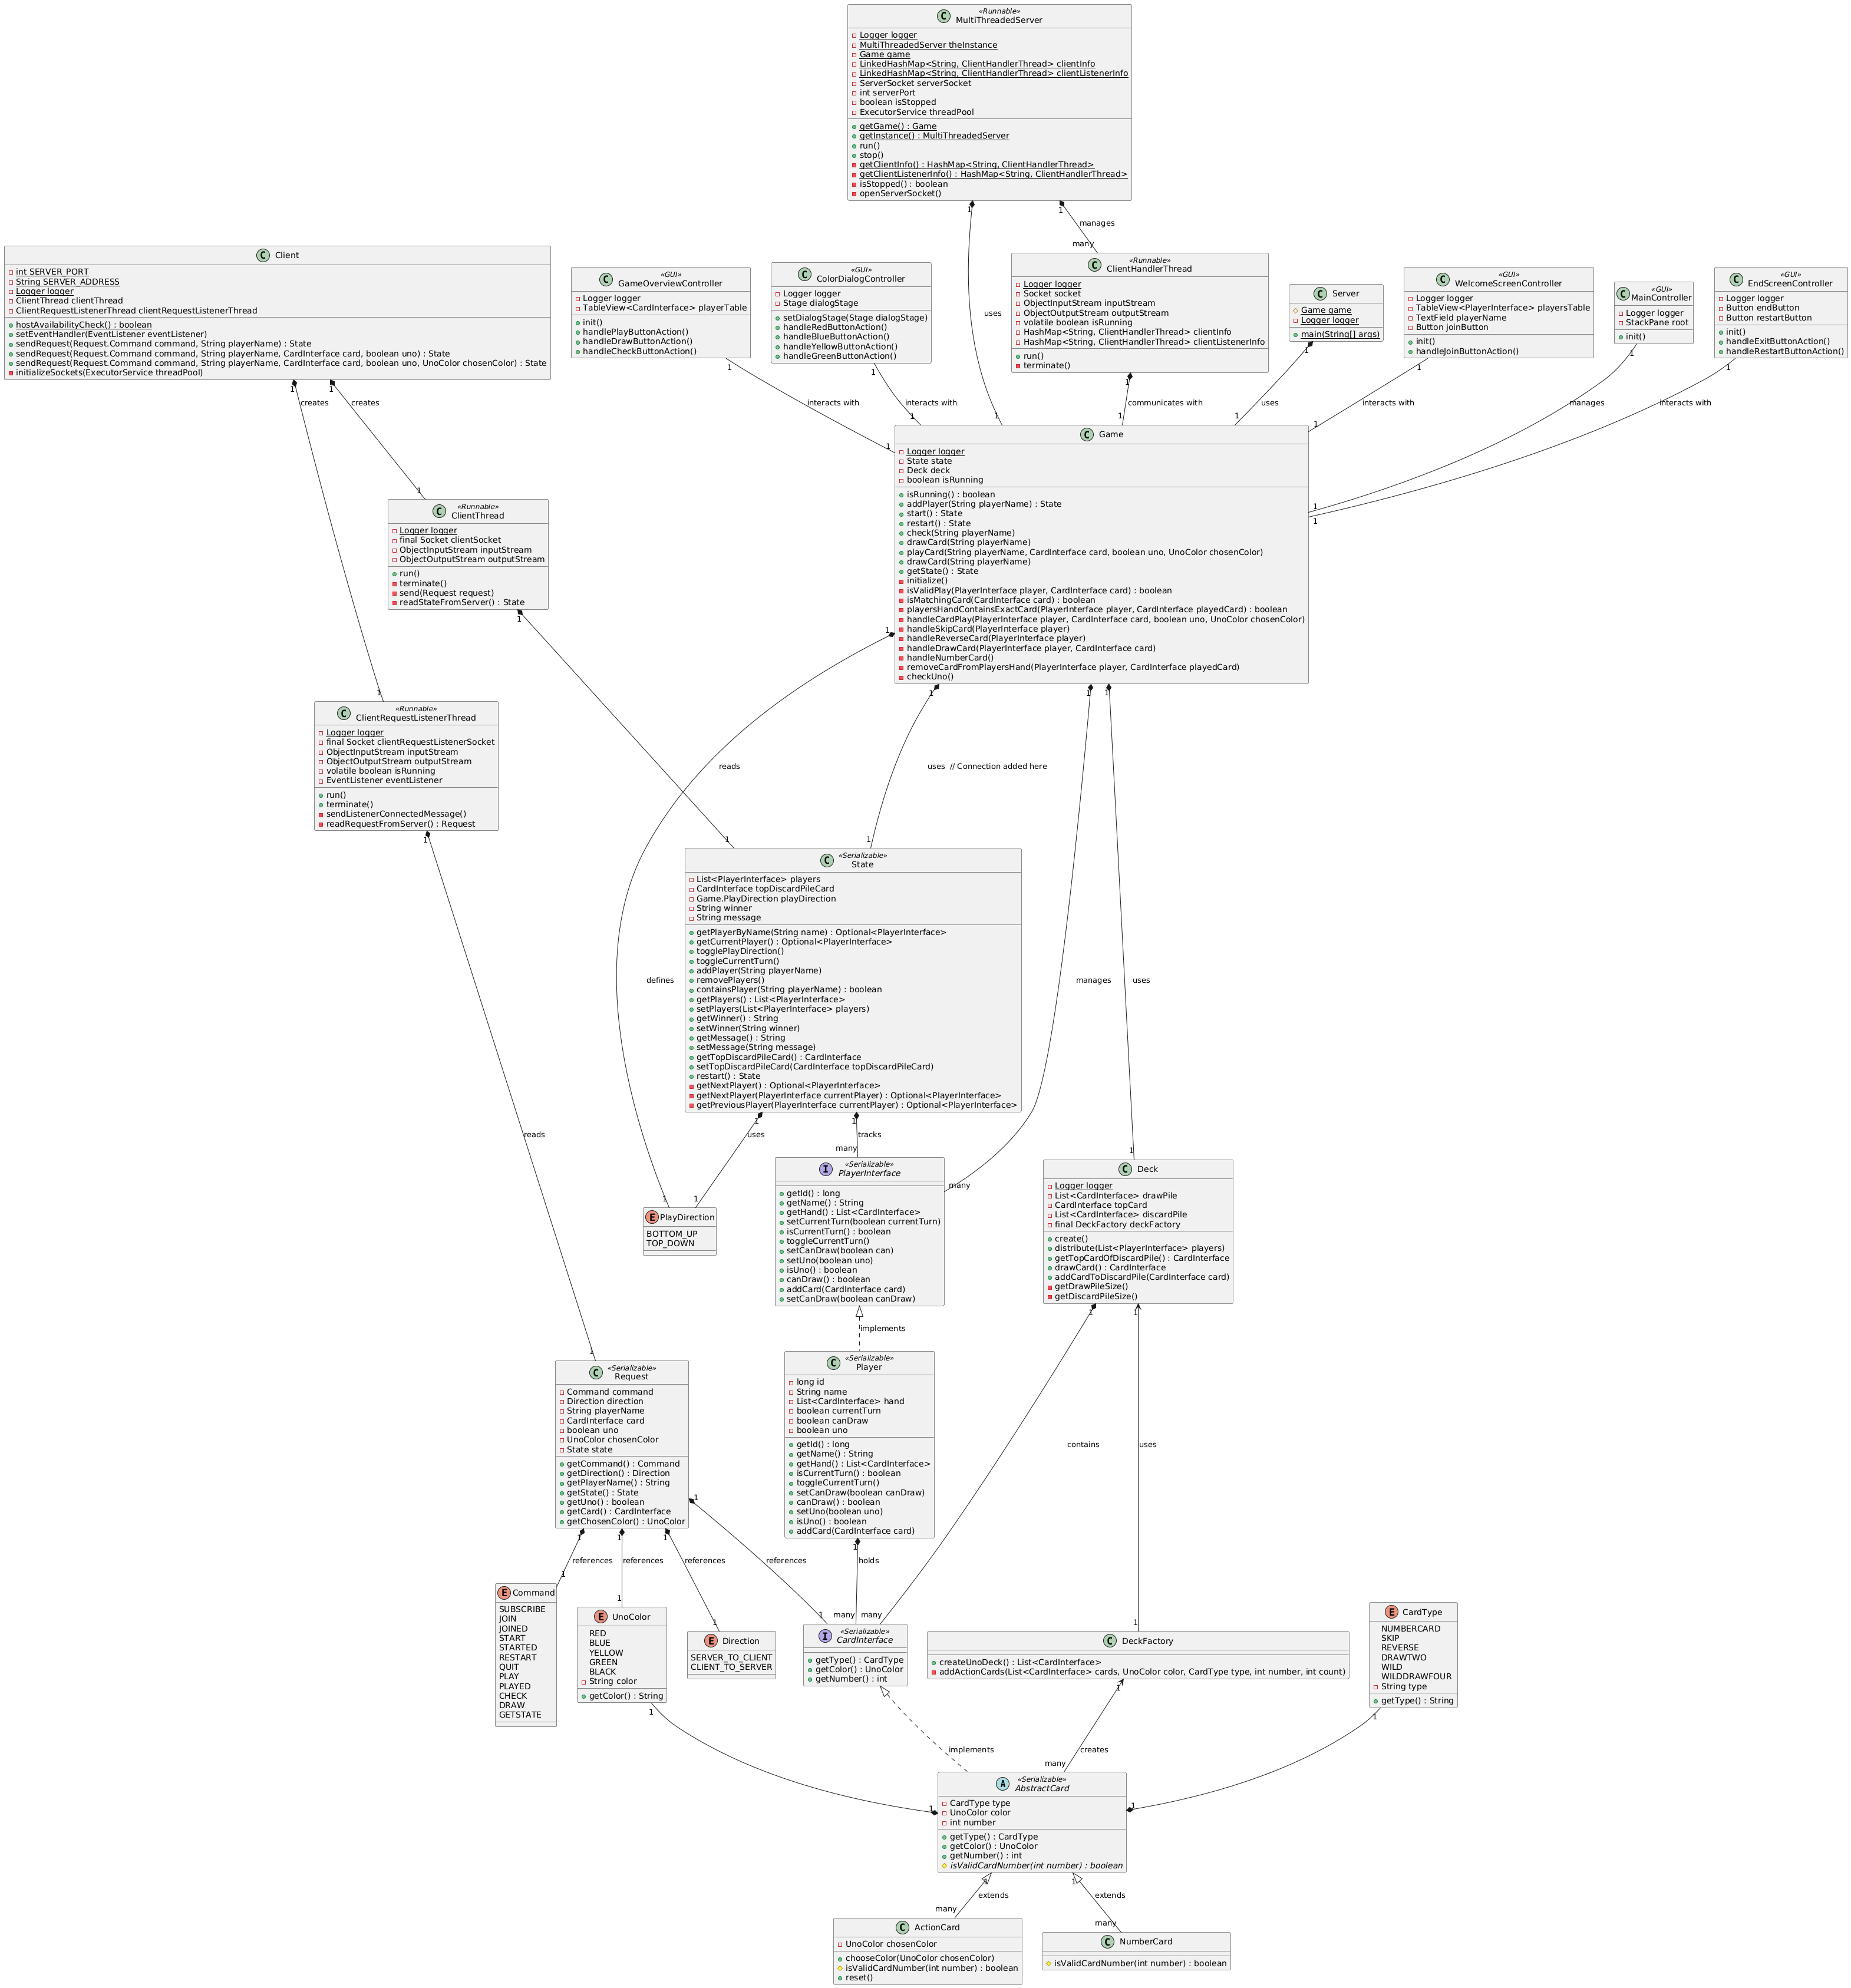 «Runnable»
MultiThreadedServer
Logger logger
MultiThreadedServer theInstance
Game game
LinkedHashMap<String, ClientHandlerThread> clientInfo
LinkedHashMap<String, ClientHandlerThread> clientListenerInfo
ServerSocket serverSocket
int serverPort
boolean isStopped
ExecutorService threadPool
getGame() : Game
getInstance() : MultiThreadedServer
run()
stop()
getClientInfo() : HashMap<String, ClientHandlerThread>
getClientListenerInfo() : HashMap<String, ClientHandlerThread>
isStopped() : boolean
openServerSocket()
1
1
manages
many
uses
1
Client
int SERVER_PORT
String SERVER_ADDRESS
Logger logger
ClientThread clientThread
ClientRequestListenerThread clientRequestListenerThread
hostAvailabilityCheck() : boolean
setEventHandler(EventListener eventListener)
sendRequest(Request.Command command, String playerName) : State
sendRequest(Request.Command command, String playerName, CardInterface card, boolean uno) : State
sendRequest(Request.Command command, String playerName, CardInterface card, boolean uno, UnoColor chosenColor) : State
initializeSockets(ExecutorService threadPool)
1
1
creates
creates
1
1
«GUI»
GameOverviewController
Logger logger
TableView<CardInterface> playerTable
init()
handlePlayButtonAction()
handleDrawButtonAction()
handleCheckButtonAction()
1
interacts with
1
«GUI»
ColorDialogController
Logger logger
Stage dialogStage
setDialogStage(Stage dialogStage)
handleRedButtonAction()
handleBlueButtonAction()
handleYellowButtonAction()
handleGreenButtonAction()
1
interacts with
1
«Runnable»
ClientHandlerThread
Logger logger
Socket socket
ObjectInputStream inputStream
ObjectOutputStream outputStream
volatile boolean isRunning
HashMap<String, ClientHandlerThread> clientInfo
HashMap<String, ClientHandlerThread> clientListenerInfo
run()
terminate()
1
communicates with
1
Server
Game game
Logger logger
main(String[] args)
1
uses
1
«GUI»
WelcomeScreenController
Logger logger
TableView<PlayerInterface> playersTable
TextField playerName
Button joinButton
init()
handleJoinButtonAction()
1
interacts with
1
«GUI»
MainController
Logger logger
StackPane root
init()
1
manages
1
«GUI»
EndScreenController
Logger logger
Button endButton
Button restartButton
init()
handleExitButtonAction()
handleRestartButtonAction()
1
interacts with
1
Game
Logger logger
State state
Deck deck
boolean isRunning
isRunning() : boolean
addPlayer(String playerName) : State
start() : State
restart() : State
check(String playerName)
drawCard(String playerName)
playCard(String playerName, CardInterface card, boolean uno, UnoColor chosenColor)
drawCard(String playerName)
getState() : State
initialize()
isValidPlay(PlayerInterface player, CardInterface card) : boolean
isMatchingCard(CardInterface card) : boolean
playersHandContainsExactCard(PlayerInterface player, CardInterface playedCard) : boolean
handleCardPlay(PlayerInterface player, CardInterface card, boolean uno, UnoColor chosenColor)
handleSkipCard(PlayerInterface player)
handleReverseCard(PlayerInterface player)
handleDrawCard(PlayerInterface player, CardInterface card)
handleNumberCard()
removeCardFromPlayersHand(PlayerInterface player, CardInterface playedCard)
checkUno()
1
1
1
1
«Runnable»
ClientThread
Logger logger
final Socket clientSocket
ObjectInputStream inputStream
ObjectOutputStream outputStream
run()
terminate()
send(Request request)
readStateFromServer() : State
1
reads
1
«Runnable»
ClientRequestListenerThread
Logger logger
final Socket clientRequestListenerSocket
ObjectInputStream inputStream
ObjectOutputStream outputStream
volatile boolean isRunning
EventListener eventListener
run()
terminate()
sendListenerConnectedMessage()
readRequestFromServer() : Request
1
reads
1
uses // Connection added here
1
defines
1
manages
many
uses
1
«Serializable»
State
List<PlayerInterface> players
CardInterface topDiscardPileCard
Game.PlayDirection playDirection
String winner
String message
getPlayerByName(String name) : Optional<PlayerInterface>
getCurrentPlayer() : Optional<PlayerInterface>
togglePlayDirection()
toggleCurrentTurn()
addPlayer(String playerName)
removePlayers()
containsPlayer(String playerName) : boolean
getPlayers() : List<PlayerInterface>
setPlayers(List<PlayerInterface> players)
getWinner() : String
setWinner(String winner)
getMessage() : String
setMessage(String message)
getTopDiscardPileCard() : CardInterface
setTopDiscardPileCard(CardInterface topDiscardPileCard)
restart() : State
getNextPlayer() : Optional<PlayerInterface>
getNextPlayer(PlayerInterface currentPlayer) : Optional<PlayerInterface>
getPreviousPlayer(PlayerInterface currentPlayer) : Optional<PlayerInterface>
1
1
uses
tracks
1
many
PlayDirection
BOTTOM_UP
TOP_DOWN
«Serializable»
PlayerInterface
getId() : long
getName() : String
getHand() : List<CardInterface>
setCurrentTurn(boolean currentTurn)
isCurrentTurn() : boolean
toggleCurrentTurn()
setCanDraw(boolean can)
setUno(boolean uno)
isUno() : boolean
canDraw() : boolean
addCard(CardInterface card)
setCanDraw(boolean canDraw)
implements
Deck
Logger logger
List<CardInterface> drawPile
CardInterface topCard
List<CardInterface> discardPile
final DeckFactory deckFactory
create()
distribute(List<PlayerInterface> players)
getTopCardOfDiscardPile() : CardInterface
drawCard() : CardInterface
addCardToDiscardPile(CardInterface card)
getDrawPileSize()
getDiscardPileSize()
1
1
contains
uses
many
1
«Serializable»
Request
Command command
Direction direction
String playerName
CardInterface card
boolean uno
UnoColor chosenColor
State state
getCommand() : Command
getDirection() : Direction
getPlayerName() : String
getState() : State
getUno() : boolean
getCard() : CardInterface
getChosenColor() : UnoColor
1
1
1
1
references
references
references
references
1
1
1
1
«Serializable»
Player
long id
String name
List<CardInterface> hand
boolean currentTurn
boolean canDraw
boolean uno
getId() : long
getName() : String
getHand() : List<CardInterface>
isCurrentTurn() : boolean
toggleCurrentTurn()
setCanDraw(boolean canDraw)
canDraw() : boolean
setUno(boolean uno)
isUno() : boolean
addCard(CardInterface card)
1
holds
many
Command
SUBSCRIBE
JOIN
JOINED
START
STARTED
RESTART
QUIT
PLAY
PLAYED
CHECK
DRAW
GETSTATE
UnoColor
RED
BLUE
YELLOW
GREEN
BLACK
String color
getColor() : String
1
1
Direction
SERVER_TO_CLIENT
CLIENT_TO_SERVER
«Serializable»
CardInterface
getType() : CardType
getColor() : UnoColor
getNumber() : int
implements
DeckFactory
createUnoDeck() : List<CardInterface>
addActionCards(List<CardInterface> cards, UnoColor color, CardType type, int number, int count)
1
creates
many
CardType
NUMBERCARD
SKIP
REVERSE
DRAWTWO
WILD
WILDDRAWFOUR
String type
getType() : String
1
1
«Serializable»
AbstractCard
CardType type
UnoColor color
int number
getType() : CardType
getColor() : UnoColor
getNumber() : int
isValidCardNumber(int number) : boolean
1
1
extends
extends
many
many
ActionCard
UnoColor chosenColor
chooseColor(UnoColor chosenColor)
isValidCardNumber(int number) : boolean
reset()
NumberCard
isValidCardNumber(int number) : boolean